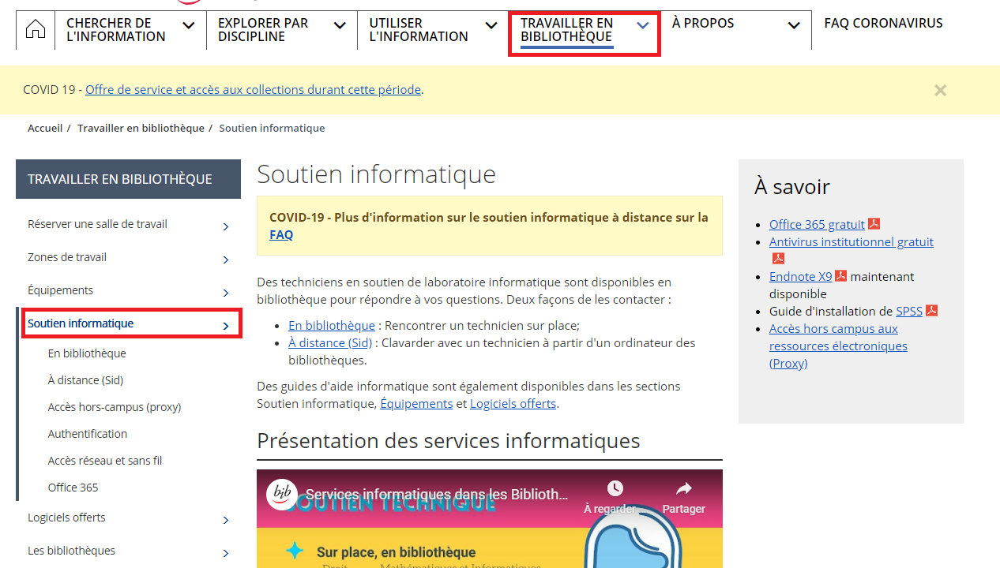 CHERCHER DE
L'INFORMATION
EXPLORER PAR
DISCIPLINE
UTILISER
L'INFORMATION
TRAVAILLER EN
BIBLIOTHÈQUE
À PROPOS
FAQ CORONAVIRUS
COVID 19 - Offre de service et accès aux collections durant cette période.
×
Accueil / Travailler en bibliothèque / Soutien informatique
TRAVAILLER EN BIBLIOTHÈQUE
Réserver une salle de travail
Zones de travail
Équipements
Soutien informatique
En bibliothèque
À distance (Sid)
Accès hors-campus (proxy)
Authentification
Accès réseau et sans fil
Office 365
Logiciels offerts
Les bibliothèques
Soutien informatique
COVID-19 - Plus d'information sur le soutien informatique à distance sur la
FAQ
Des techniciens en soutien de laboratoire informatique sont disponibles en
bibliothèque pour répondre à vos questions. Deux façons de les contacter :
• En bibliothèque : Rencontrer un technicien sur place;
• À distance (Sid) : Clavarder avec un technicien à partir d'un ordinateur des
bibliothèques.
Des guides d'aide informatique sont également disponibles dans les sections
Soutien informatique, Équipements et Logiciels offerts.
Présentation des services informatiques
bib
Services informatiques dans les Biblioth...
SOUTIEN TECHNIQUE
À regarder ...
Partager
Sur place, en bibliothèque
Droit
Mathématiques et Informatiques
À savoir
• Office 365 gratuit
• Antivirus institutionnel gratuit
• Endnote X9 maintenant
disponible
• Guide d'installation de SPSS
• Accès hors campus aux
ressources électroniques
(Proxy)